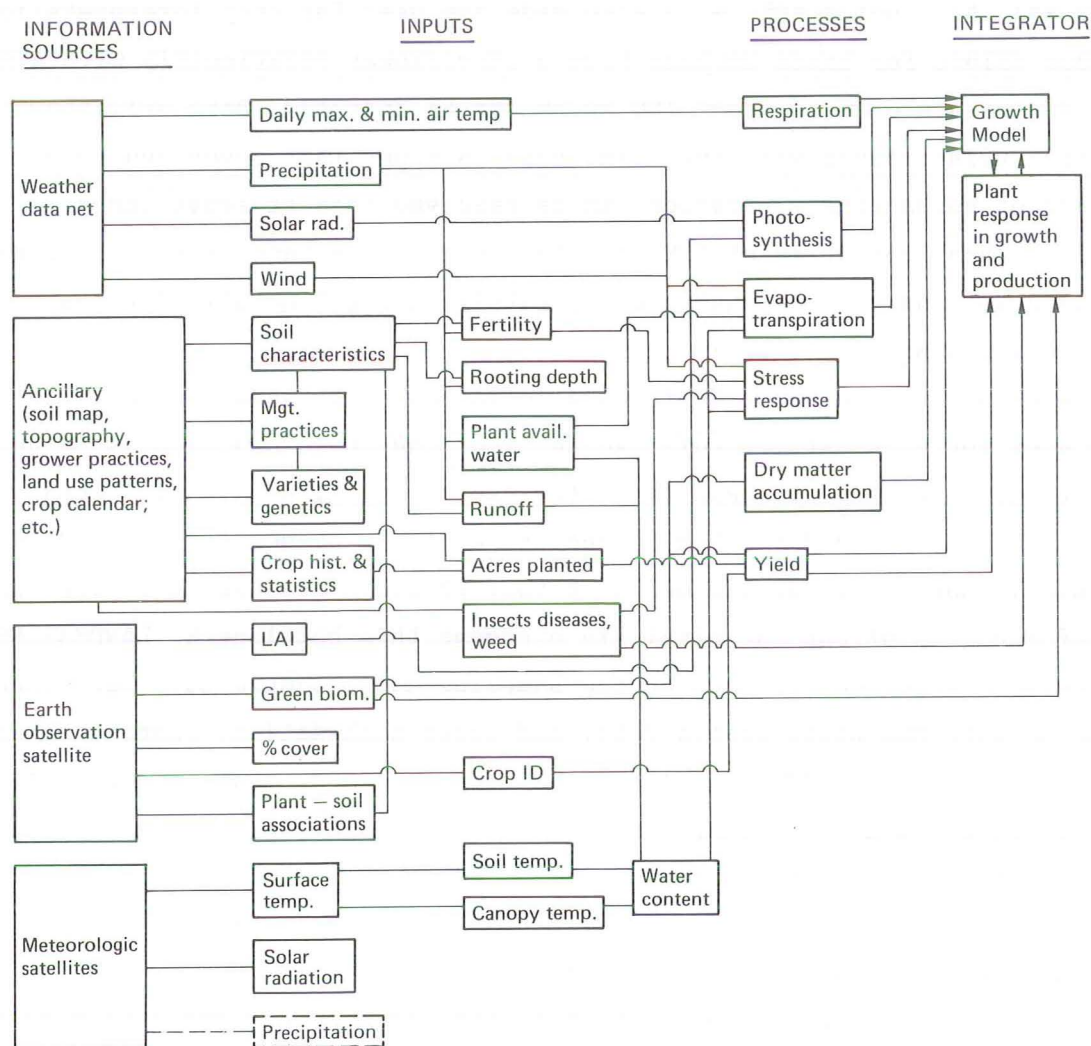 INFORMATION
SOURCES
INPUTS
PROCESSES
INTEGRATOR
Weather
data net
Daily max. & min. air temp
Precipitation
Solar rad.
Wind
Respiration
Photo-
synthesis
Growth
Model
Plant
response
in growth
and
production
Ancillary
(soil map,
topography,
grower practices,
land use patterns,
crop calendar;
etc.)
Soil
characteristics
Mgt.
practices
Varieties &
genetics
Crop hist. &
statistics
Fertility
Rooting depth
Plant avail.
water
Runoff
Acres planted
Insects diseases,
weed
Evapo-
transpiration
Stress
response
Dry matter
accumulation
Yield
Earth
observation
satellite
LAI
Green biom.
% cover
Plant – soil
associations
Crop ID
Meteorologic
satellites
Surface
temp.
Solar
radiation
Precipitation
Soil temp.
Canopy temp.
Water
content